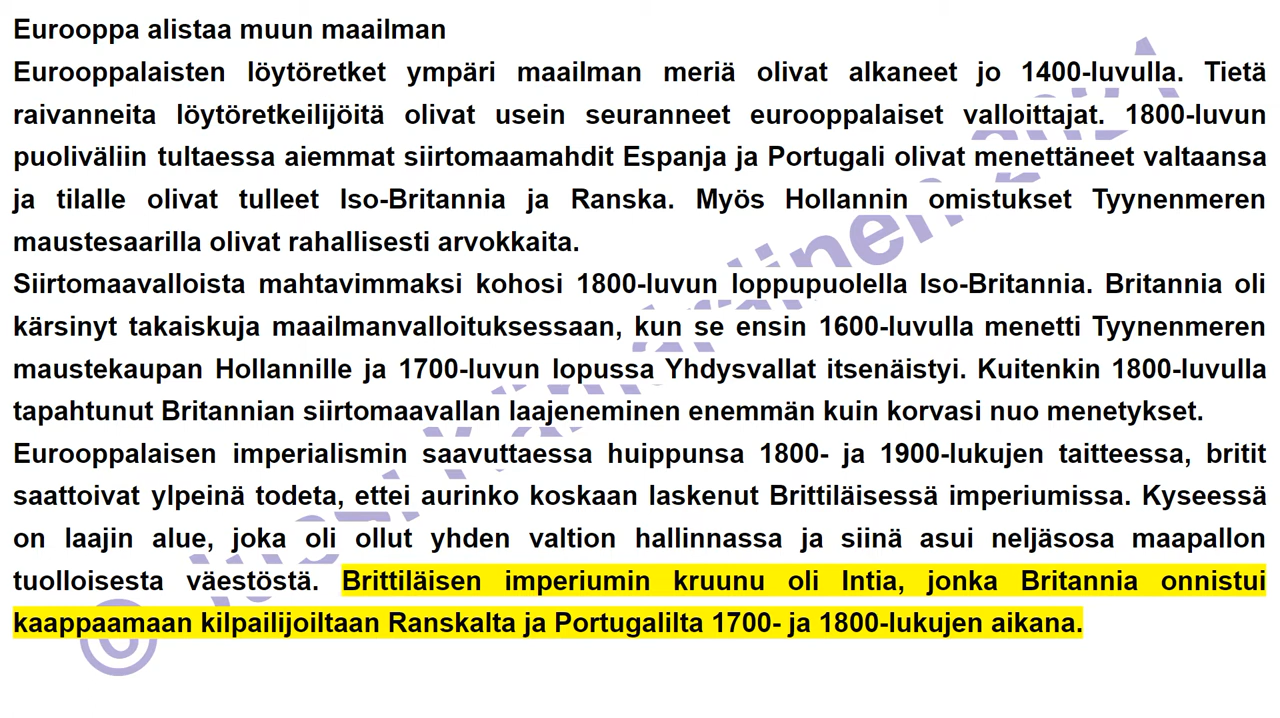 Eurooppa alistaa muun maailman
Eurooppalaisten löytöretket ympäri maailman meriä olivat alkaneet jo 1400-luvulla. Tietä
raivanneita löytöretkeilijöitä olivat usein seuranneet eurooppalaiset valloittajat. 1800-luvun
puoliväliin tultaessa aiemmat siirtomaamahdit Espanja ja Portugali olivat menettäneet valtaansa
ja tilalle olivat tulleet Iso-Britannia ja Ranska. Myös Hollannin omistukset Tyynenmeren
maustesaarilla olivat rahallisesti arvokkaita.
Siirtomaavalloista mahtavimmaksi kohosi 1800-luvun loppupuolella Iso-Britannia. Britannia oli
kärsinyt takaiskuja maailmanvalloituksessaan, kun se ensin 1600-luvulla menetti Tyynenmeren
maustekaupan Hollannille ja 1700-luvun lopussa Yhdysvallat itsenäistyi. Kuitenkin 1800-luvulla
tapahtunut Britannian siirtomaavallan laajeneminen enemmän kuin korvasi nuo menetykset.
Eurooppalaisen imperialismin saavuttaessa huippunsa 1800- ja 1900-lukujen taitteessa, britit
saattoivat ylpeinä todeta, ettei aurinko koskaan laskenut Brittiläisessä imperiumissa. Kyseessä
on laajin alue, joka oli ollut yhden valtion hallinnassa ja siinä asui neljäsosa maapallon
tuolloisesta väestöstä. Brittiläisen imperiumin kruunu oli Intia, jonka Britannia onnistui
kaappaamaan kilpailijoiltaan Ranskalta ja Portugalilta 1700- ja 1800-lukujen aikana.